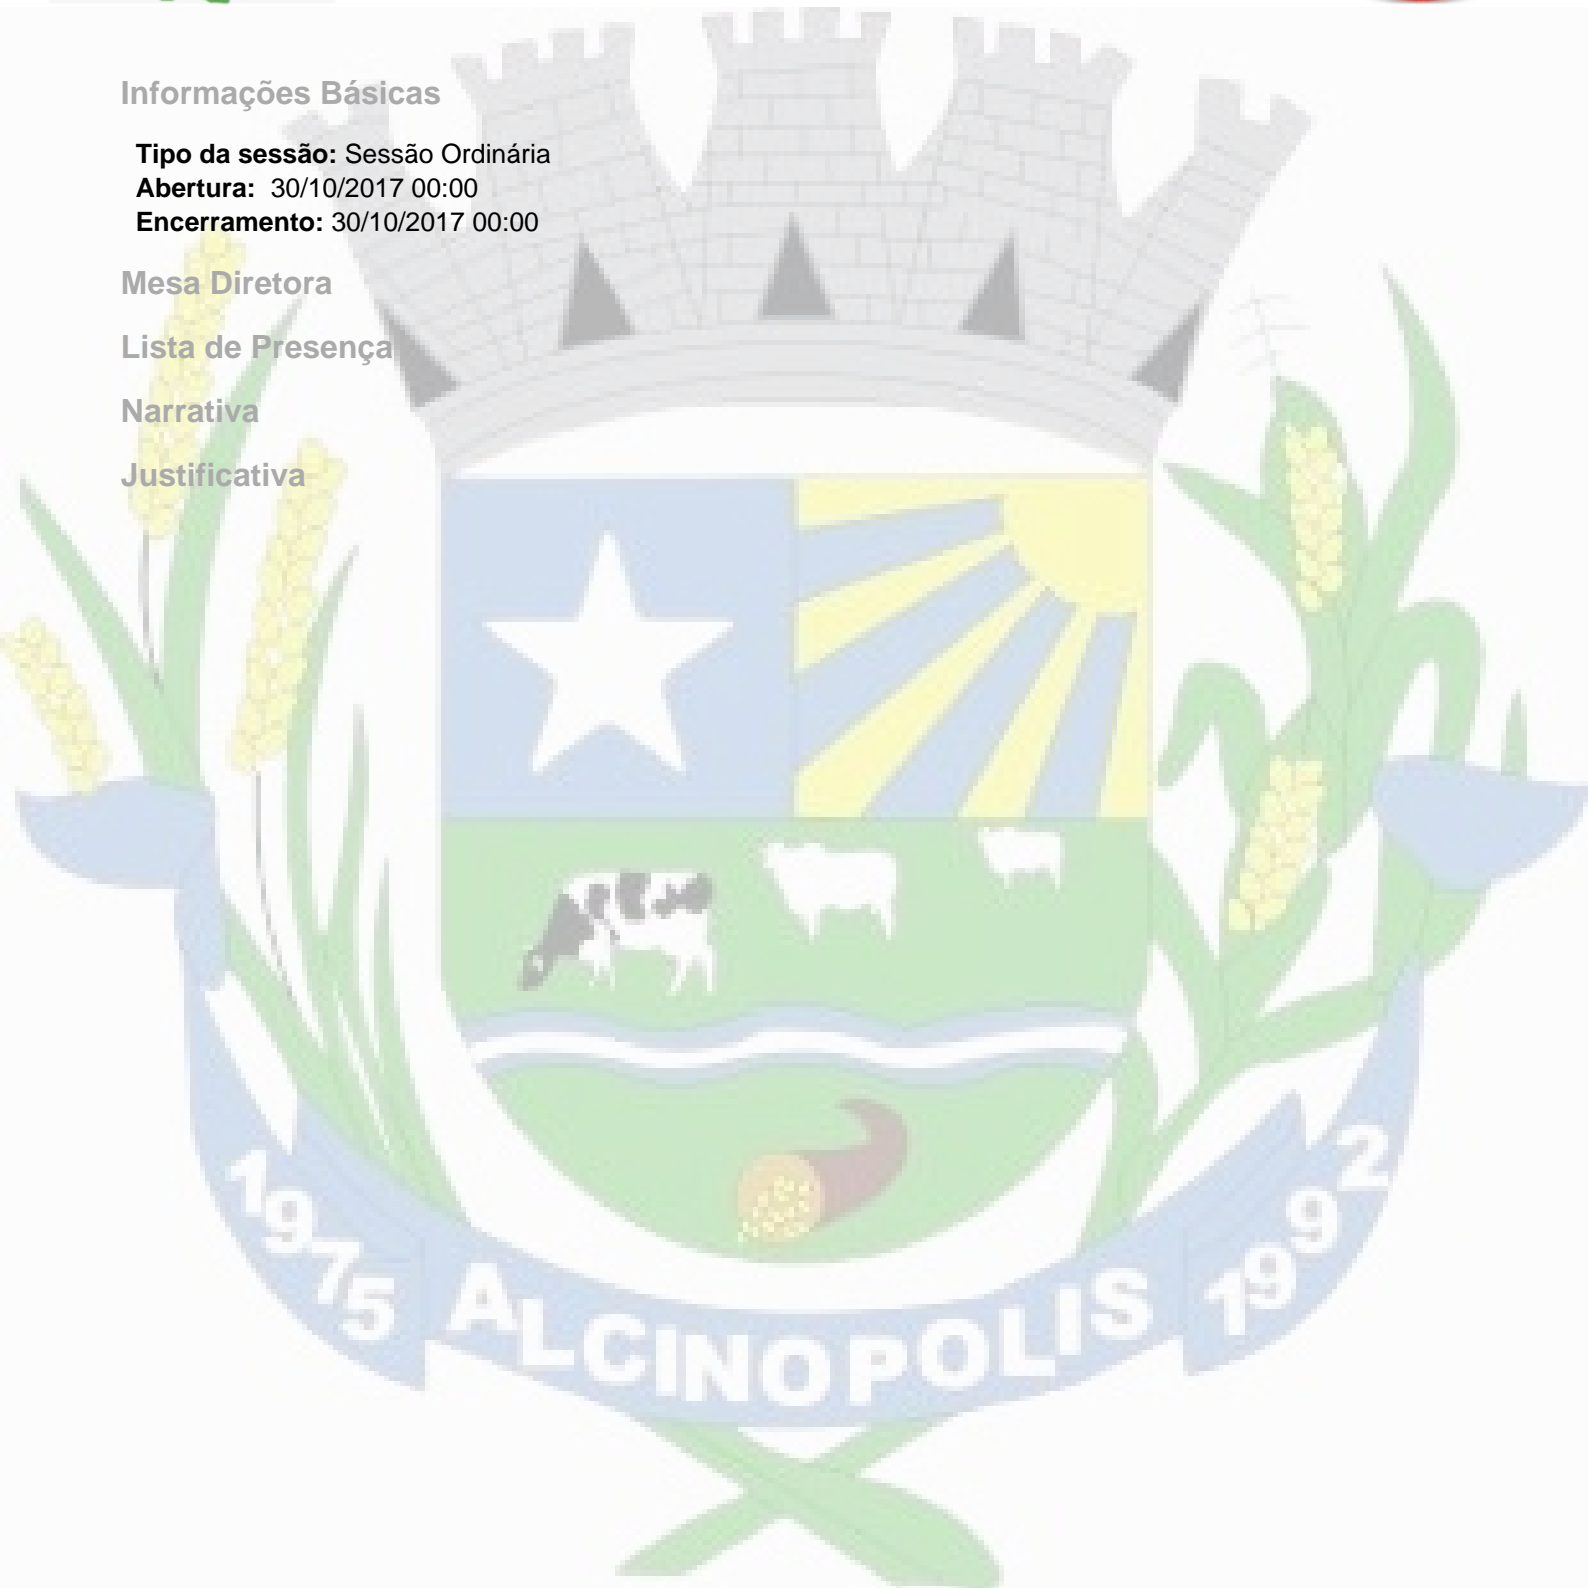 Informações Básicas
Tipo da sessão: Sessão Ordinária
Abertura: 30/10/2017 00:00
Encerramento: 30/10/2017 00:00
Mesa Diretora
Lista de Presença
Narrativa
Justificativa
1975 ALCINOPOLIS 1992